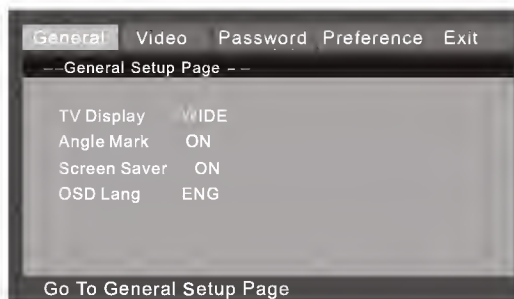 General Video Password Preference Exit
--General Setup Page --
TV Display WIDE
Angle Mark ON
Screen Saver ON
OSD Lang ENG
Go To General Setup Page